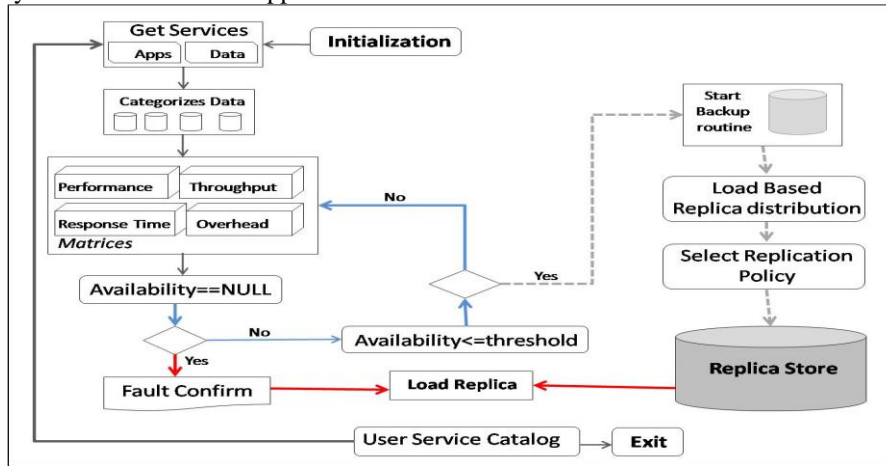 Get Services
Apps
Data
Initialization
Categorizes Data
Start
Backup
routine
Performance
Throughput
Response Time
Overhead
Matrices
No
Load Based
Replica distribution
Yes
Select Replication
Policy
Availability==NULL
No
Availability<=threshold
Yes
Replica Store
Fault Confirm
Load Replica
User Service Catalog
Exit